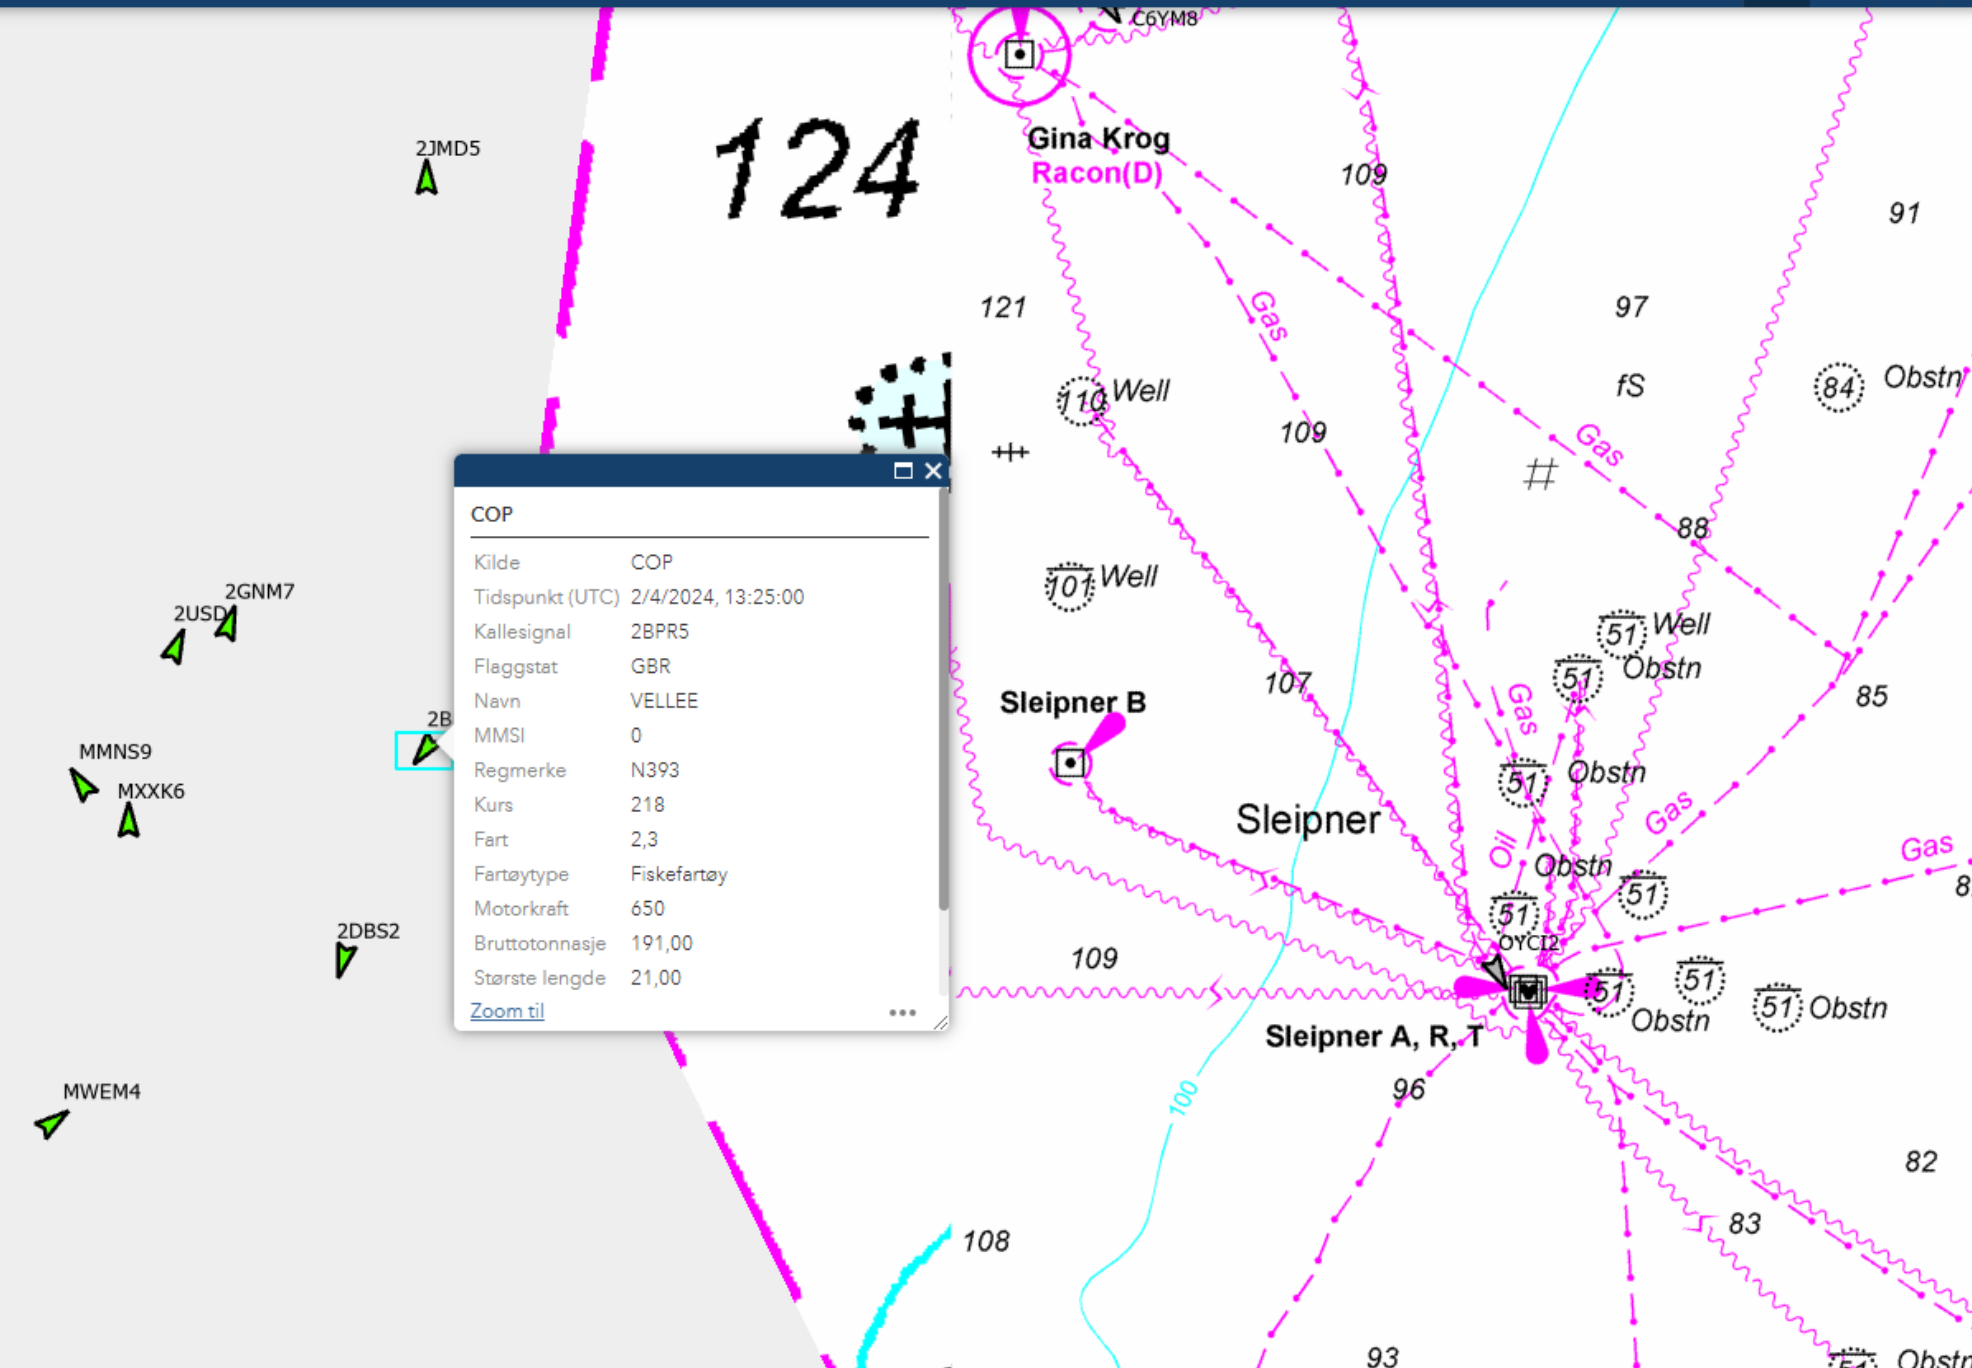 C6YM8
Gina Krog
Racon(D)
2JMD5
124
109
91
121
Gas
97
fS
84
Obstn
110
Well
109
Gas
88
101
Well
2GNM7
2USD
51
Well
51
Obstn
107
85
Gas
Sleipner B
2B
MMNS9
MXXK6
51
Obstn
Sleipner
Gas
Oil
Obstn
51
51
Gas
8
2DBS2
OYCI2
109
51
Obstn
51
51
Obstn
Sleipner A, R, T
96
100
MWEM4
82
83
108
93
51
Obstn
COP
Kilde COP
Tidspunkt (UTC) 2/4/2024, 13:25:00
Kallesignal 2BPR5
Flaggstat GBR
Navn VELLEE
MMSI 0
Regmerke N393
Kurs 218
Fart 2,3
Fartøytype Fiskefartøy
Motorkraft 650
Bruttotonnasje 191,00
Største lengde 21,00
Zoom til